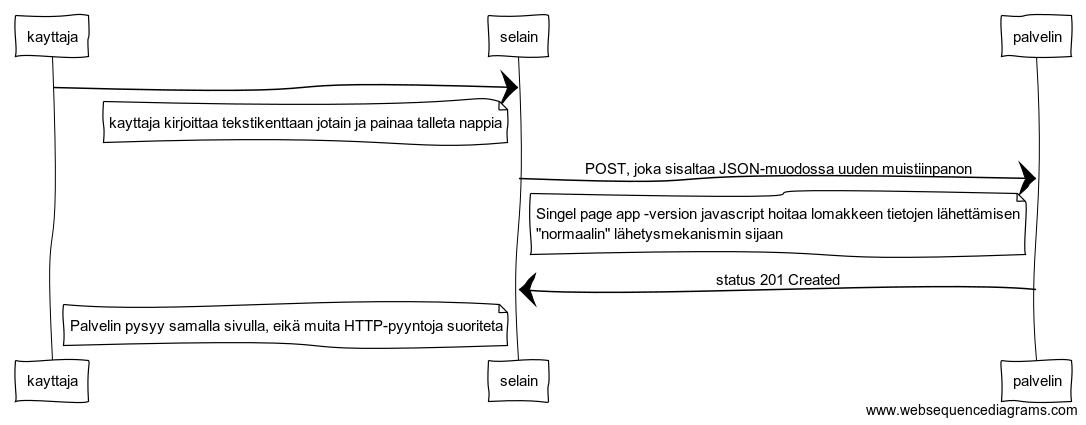 kayttaja
selain
palvelin
kayttaja kirjoittaa tekstikenttaan jotain ja painaa talleta nappia
POST, joka sisaltaa JSON-muodossa uuden muistiinpanon
Singel page app -version javascript hoitaa lomakkeen tietojen lähettämisen
"normaalin" lähetysmekanismin sijaan
status 201 Created
Palvelin pysyy samalla sivulla, eikä muita HTTP-pyyntoja suoriteta
kayttaja
selain
palvelin
www.websequencediagrams.com